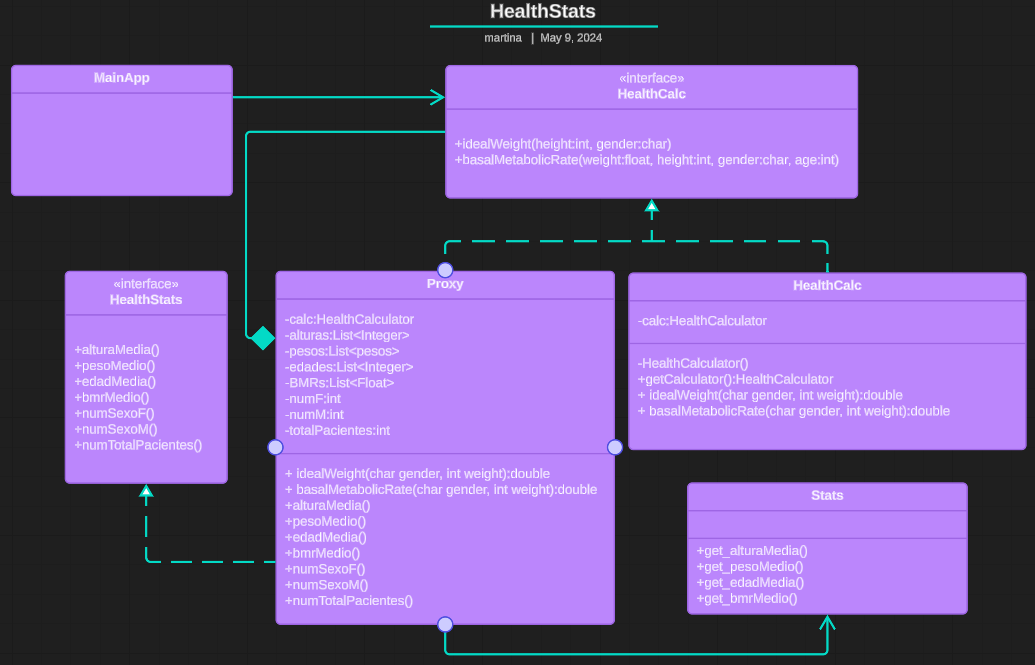 HealthStats
martina | May 9, 2024
MainApp
«interface»
HealthCalc
+idealWeight(height:int, gender:char)
+basalMetabolicRate(weight:float, height:int, gender:char, age:int)
«interface»
HealthStats
+alturaMedia()
+pesoMedio()
+edadMedia()
+bmrMedio()
+numSexoF()
+numSexoM()
+numTotalPacientes()
Proxy
-calc:HealthCalculator
-alturas:List<Integer>
-pesos:List<pesos>
-edades:List<Integer>
-BMRs:List<Float>
-numF:int
-numM:int
-totalPacientes:int
+ idealWeight(char gender, int weight):double
+ basalMetabolicRate(char gender, int weight):double
+alturaMedia()
+pesoMedio()
+edadMedia()
+bmrMedio()
+numSexoF()
+numSexoM()
+numTotalPacientes()
HealthCalc
-calc:HealthCalculator
-HealthCalculator()
+getCalculator():HealthCalculator
+ idealWeight(char gender, int weight):double
+ basalMetabolicRate(char gender, int weight):double
Stats
+get_alturaMedia()
+get_pesoMedio()
+get_edadMedia()
+get_bmrMedio()